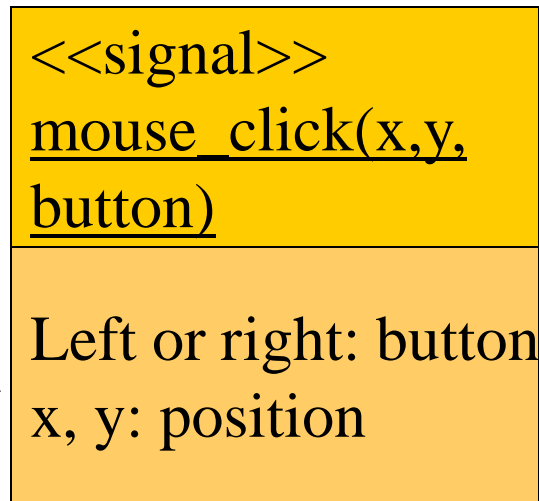 <<signal>>
mouse_click(x,y,
button)
Left or right: button
x, y: position